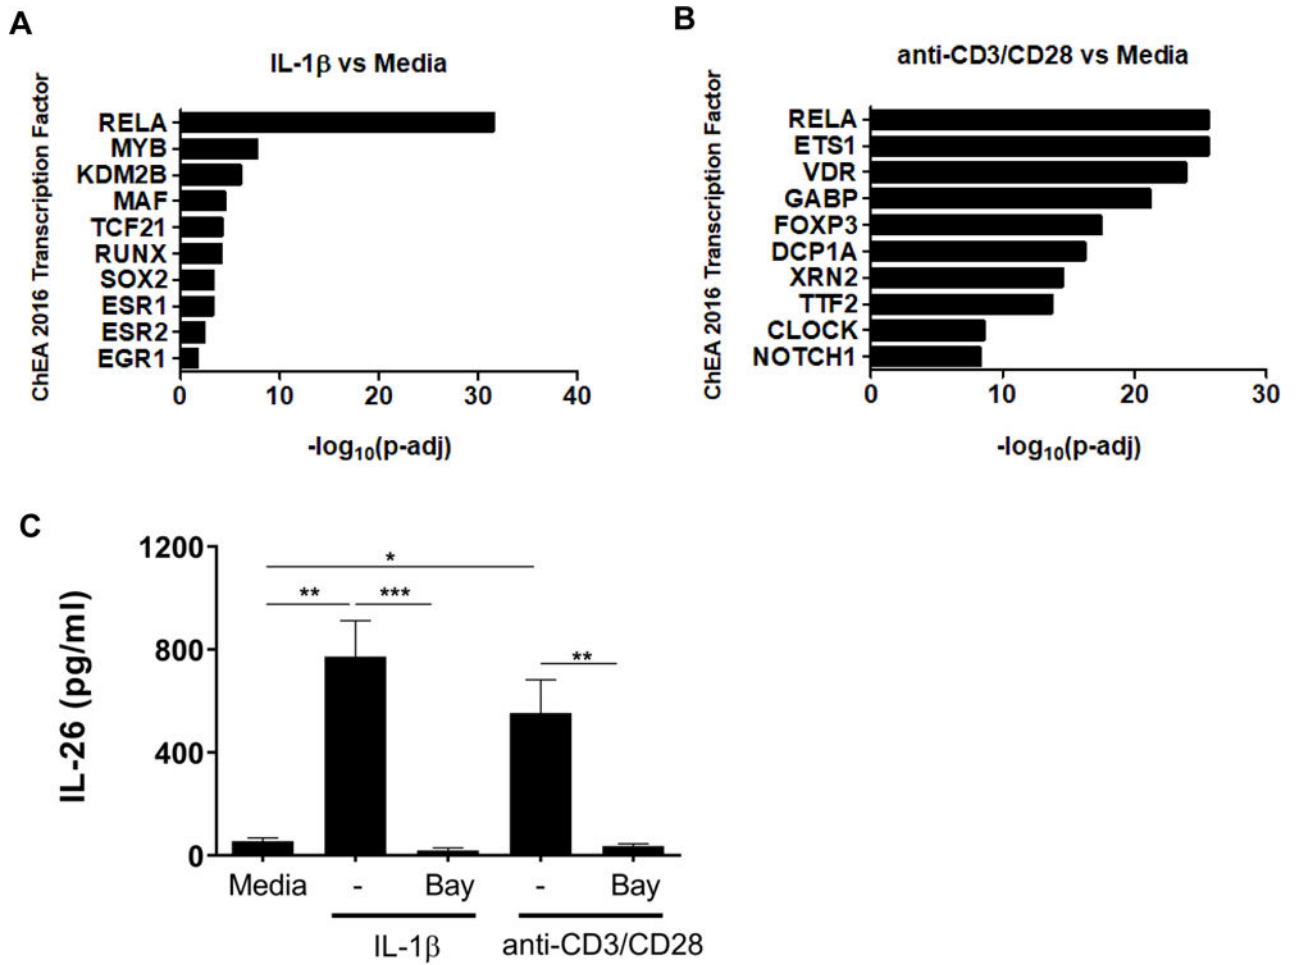 A
IL-1β vs Media
ChEA 2016 Transcription Factor
RELA
MYB
KDM2B
MAF
TCF21
RUNX
SOX2
ESR1
ESR2
EGR1
0 10 20 30 40
-log10(p-adj)
B
anti-CD3/CD28 vs Media
ChEA 2016 Transcription Factor
RELA
ETS1
VDR
GABP
FOXP3
DCP1A
XRN2
TTF2
CLOCK
NOTCH1
0 10 20 30
-log10(p-adj)
C
IL-26 (pg/ml)
1200
800
400
0
*
** ***
**
Media - Bay - Bay
IL-1β anti-CD3/CD28